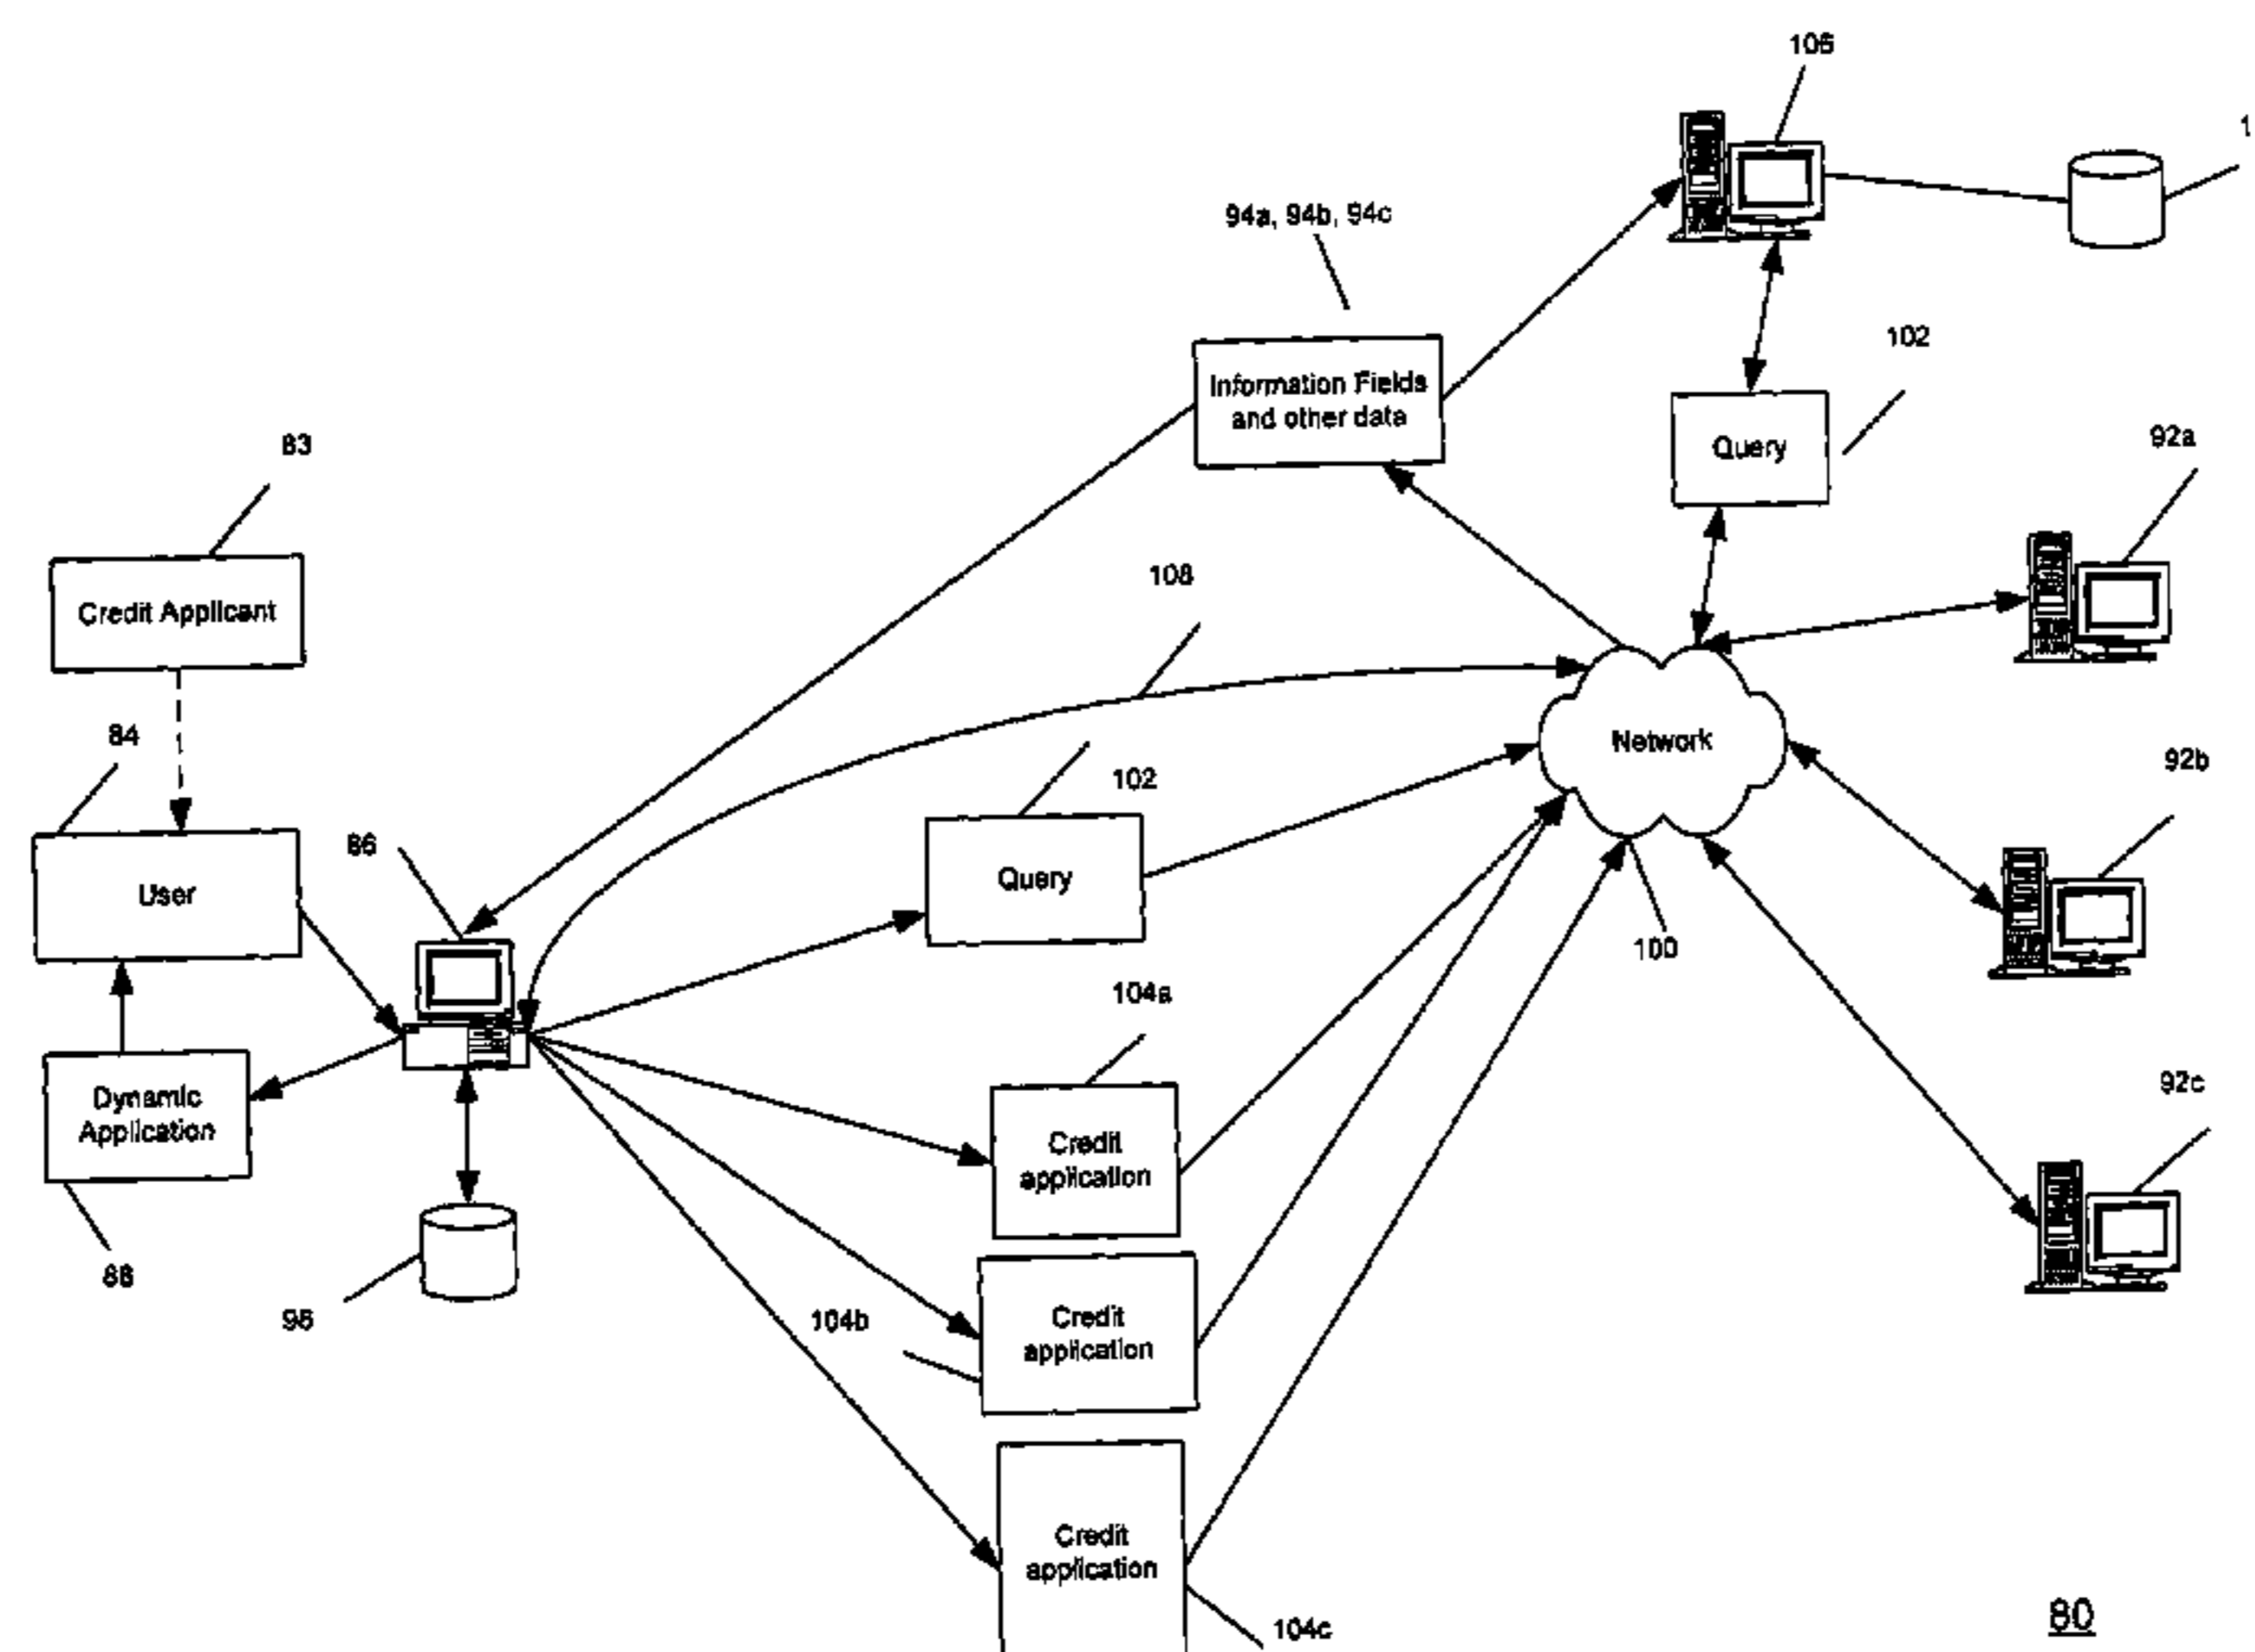 106
1
94a, 94b, 94c
102
Information Fields
and other data
Query
92a
83
108
Credit Applicant
84
Network
92b
102
86
User
Query
100
104a
92c
Dynamic
Application
Credit
application
88
98
104b
Credit
application
Credit
application
104c
80